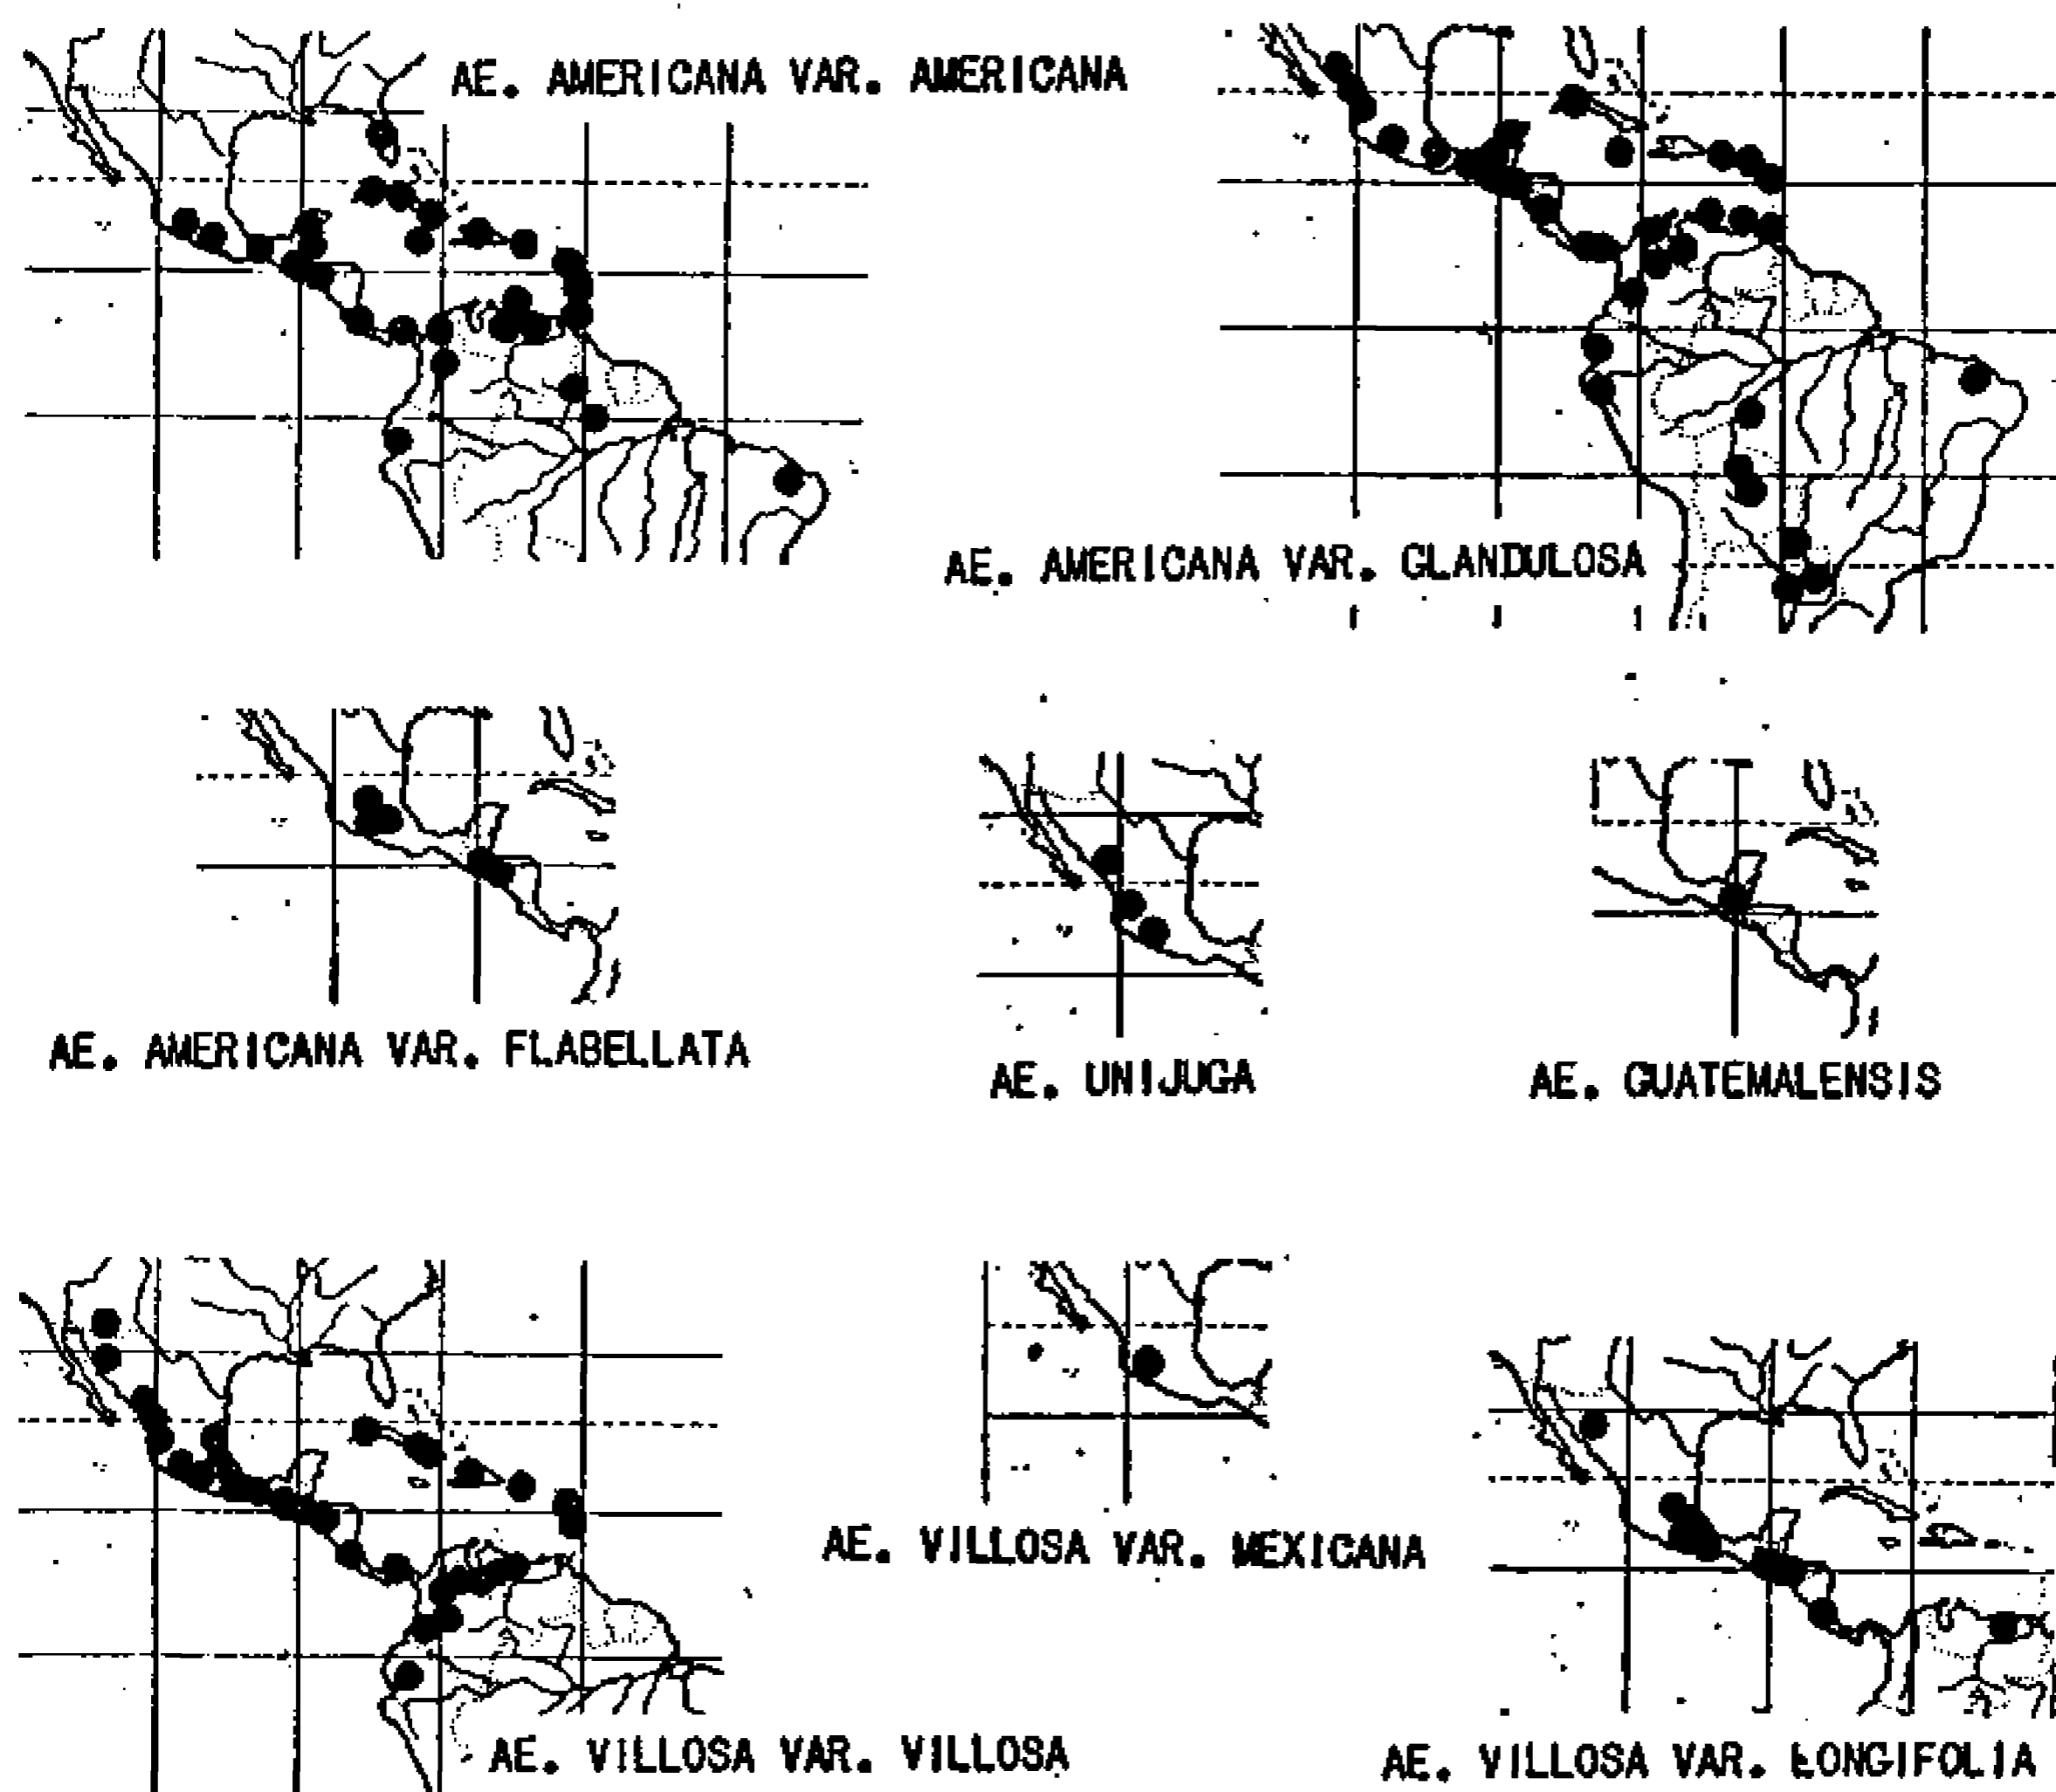 AE. AMERICANA VAR. AMERICANA
AE. AMERICANA VAR. GLANDULOSA
AE. AMERICANA VAR. FLABELLATA
AE. UNIJUGA
AE. GUATEMALENSIS
AE. VILLOSA VAR. MEXICANA
AE. VILLOSA VAR. VILLOSA
AE. VILLOSA VAR. LONGIFOLIA